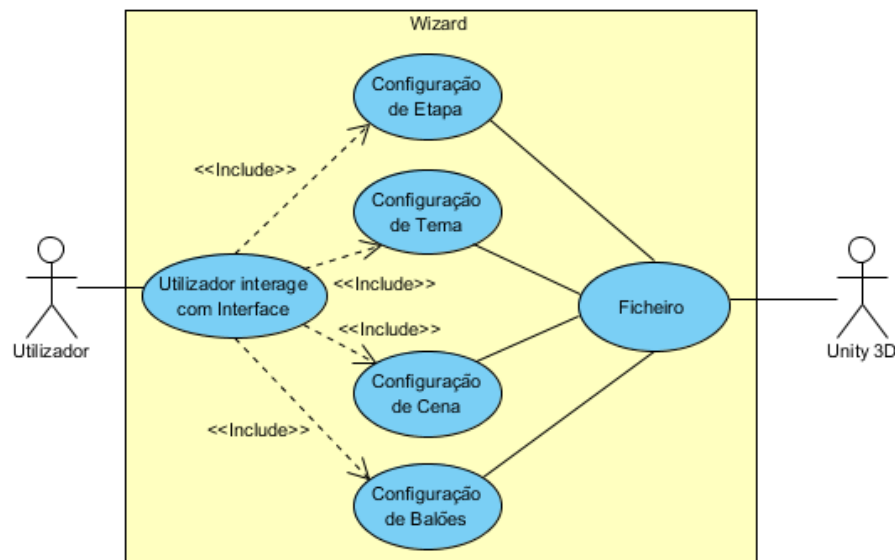 Wizard
Configuração
de Etapa
<<Include>>
Configuração
de Tema
Utilizador interage
com Interface
<<Include>>
Ficheiro
<<Include>>
Utilizador
Unity 3D
Configuração
de Cena
<<Include>>
Configuração
de Balões